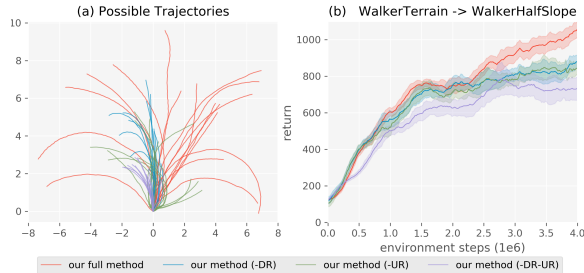 (a) Possible Trajectories
10
8
6
4
2
0
−8 −6 −4 −2 0 2 4 6 8
(b) WalkerTerrain -> WalkerHalfSlope
return
1000
800
600
400
200
0
0.0 0.5 1.0 1.5 2.0 2.5 3.0 3.5 4.0
environment steps (1e6)
our full method our method (-DR) our method (-UR) our method (-DR-UR)